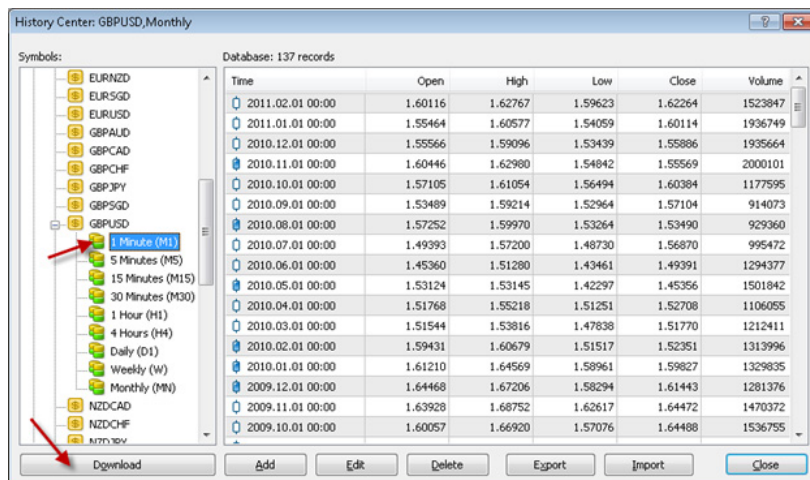 History Center: GBPUSD,Monthly
Symbols:
Database: 137 records
EURNZD
EURSGD
EURUSD
GBPAUD
GBPCAD
GBPCHF
GBPJPY
GBPSGD
GBPUSD
1 Minute (M1)
5 Minutes (M5)
15 Minutes (M15)
30 Minutes (M30)
1 Hour (H1)
4 Hours (H4)
Daily (D1)
Weekly (W)
Monthly (MN)
NZDCAD
NZDCHF
NZDJPY
Time Open High Low Close Volume
2011.02.01 00:00 1.60116 1.62767 1.59623 1.62264 1523847
2011.01.01 00:00 1.55464 1.60577 1.54059 1.60114 1936749
2010.12.01 00:00 1.55566 1.59096 1.53439 1.55886 1935664
2010.11.01 00:00 1.60446 1.62980 1.54842 1.55569 2000101
2010.10.01 00:00 1.57105 1.61054 1.56494 1.60384 1177595
2010.09.01 00:00 1.53489 1.59214 1.52964 1.57104 914073
2010.08.01 00:00 1.57252 1.59970 1.53264 1.53490 929360
2010.07.01 00:00 1.49393 1.57200 1.48730 1.56870 995472
2010.06.01 00:00 1.45360 1.51280 1.43461 1.49391 1294377
2010.05.01 00:00 1.53124 1.53145 1.42297 1.45356 1501842
2010.04.01 00:00 1.51768 1.55218 1.51251 1.52708 1106055
2010.03.01 00:00 1.51544 1.53816 1.47838 1.51770 1212411
2010.02.01 00:00 1.59431 1.60679 1.51517 1.52351 1313996
2010.01.01 00:00 1.61210 1.64569 1.58961 1.59827 1329835
2009.12.01 00:00 1.64468 1.67206 1.58294 1.61443 1281376
2009.11.01 00:00 1.63928 1.68752 1.62617 1.64472 1470372
2009.10.01 00:00 1.60057 1.66920 1.57076 1.64488 1536755
Download Add Edit Delete Export Import Close